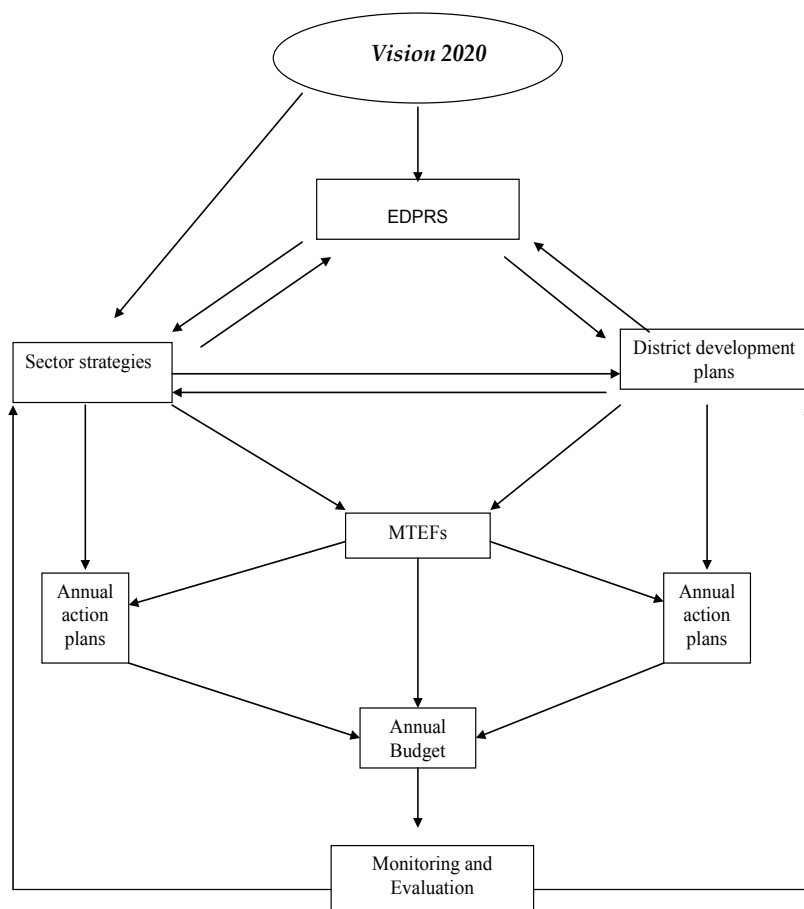 Vision 2020
EDPRS
Sector strategies
District development
plans
MTEFs
Annual
action
plans
Annual
action
plans
Annual
Budget
Monitoring and
Evaluation